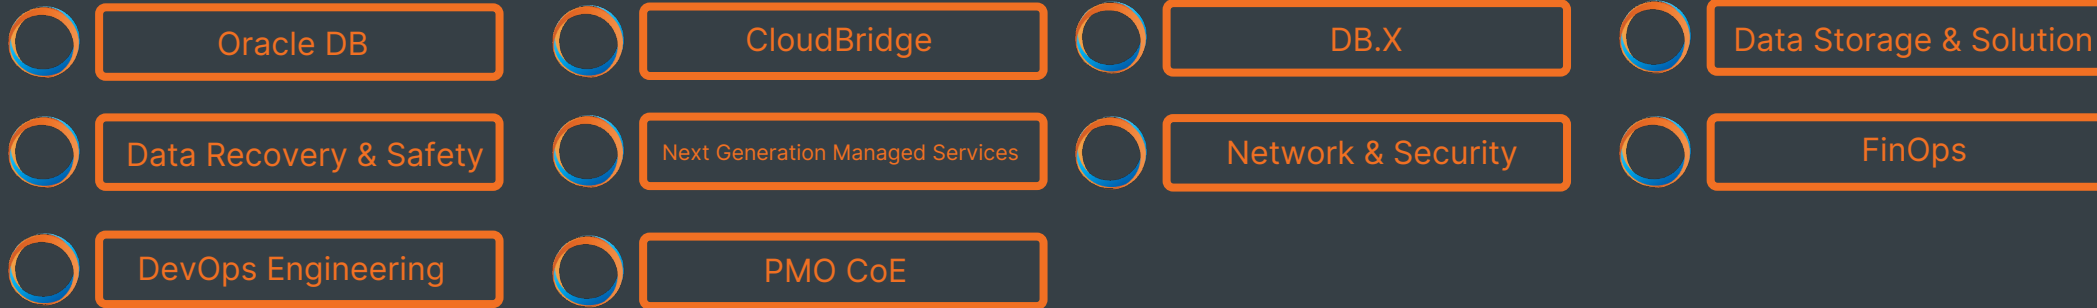 Oracle DB
CloudBridge
DB.X
Data Storage & Solution
Data Recovery & Safety
Next Generation Managed Services
Network & Security
FinOps
DevOps Engineering
PMO CoE